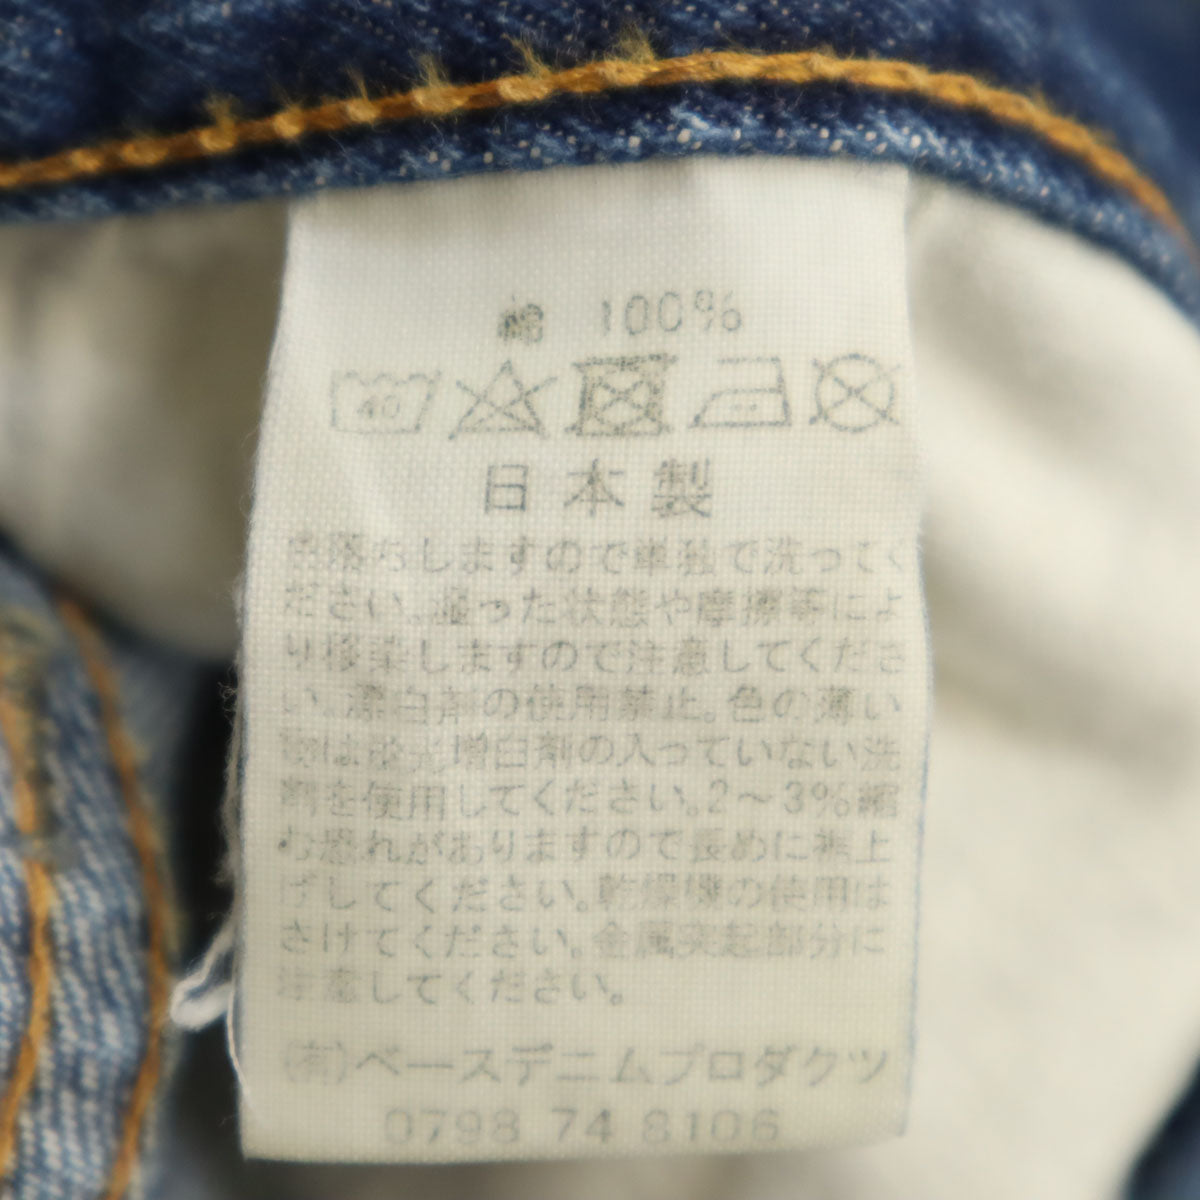 綿 100%
40
日本製
色落ちしますので単独で洗ってく
ださい。湿った状態や摩擦等によ
り移染しますので注意してくださ
い。漂白剤の使用禁止。色の薄い
物は蛍光増白剤の入っていない洗
剤を使用してください。2～3%縮
む恐れがありますので長めに裾上
げしてください。乾燥機の使用は
さけてください。金属突起部分に
注意してください。
(有)ベースデニムプロダクツ
0798 74 8106